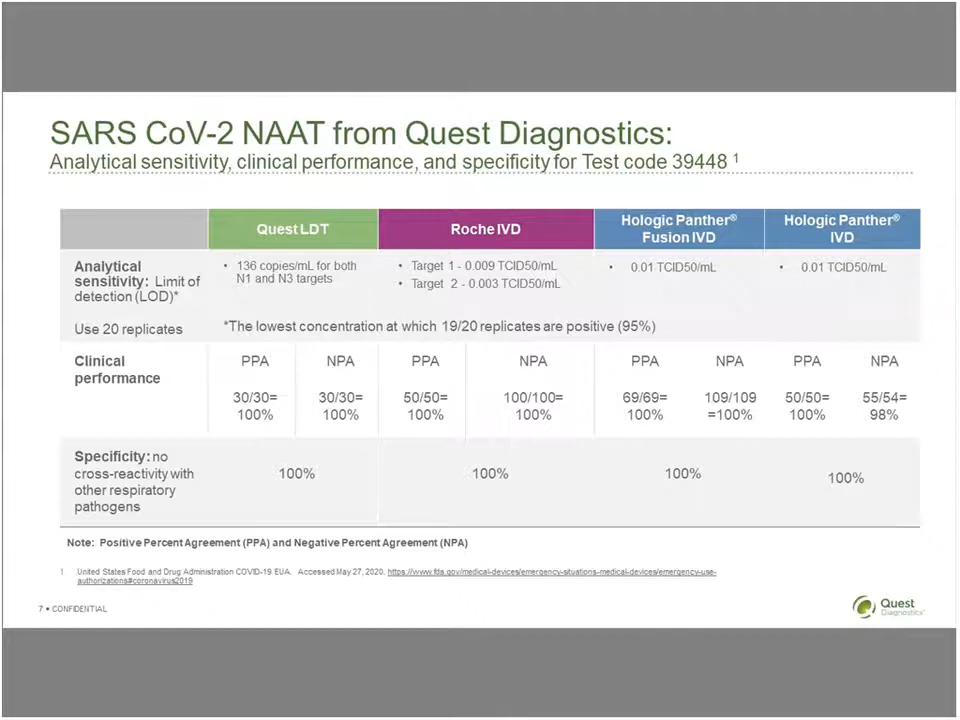 SARS CoV-2 NAAT from Quest Diagnostics:
Analytical sensitivity, clinical performance, and specificity for Test code 39448 1
Quest LDT
Roche IVD
Hologic Panther®
Fusion IVD
Hologic Panther®
IVD
Analytical
sensitivity: Limit of
detection (LOD)*
Use 20 replicates
• 136 copies/mL for both
N1 and N3 targets
• Target 1 - 0.009 TCID50/mL
• Target 2 - 0.003 TCID50/mL
• 0.01 TCID50/mL
• 0.01 TCID50/mL
*The lowest concentration at which 19/20 replicates are positive (95%)
Clinical
performance
PPA NPA PPA NPA PPA NPA PPA NPA
30/30= 30/30= 50/50= 100/100= 69/69= 109/109 50/50= 55/54=
100% 100% 100% 100% 100% =100% 100% 98%
Specificity: no
cross-reactivity with
other respiratory
pathogens
100% 100% 100% 100%
Note: Positive Percent Agreement (PPA) and Negative Percent Agreement (NPA)
1 United States Food and Drug Administration COVID-19 EUA. Accessed May 27, 2020. https://www.fda.gov/medical-devices/emergency-situations-medical-devices/emergency-use-
authorizations#coronavirus2019
7 • CONFIDENTIAL
Quest
Diagnostics™